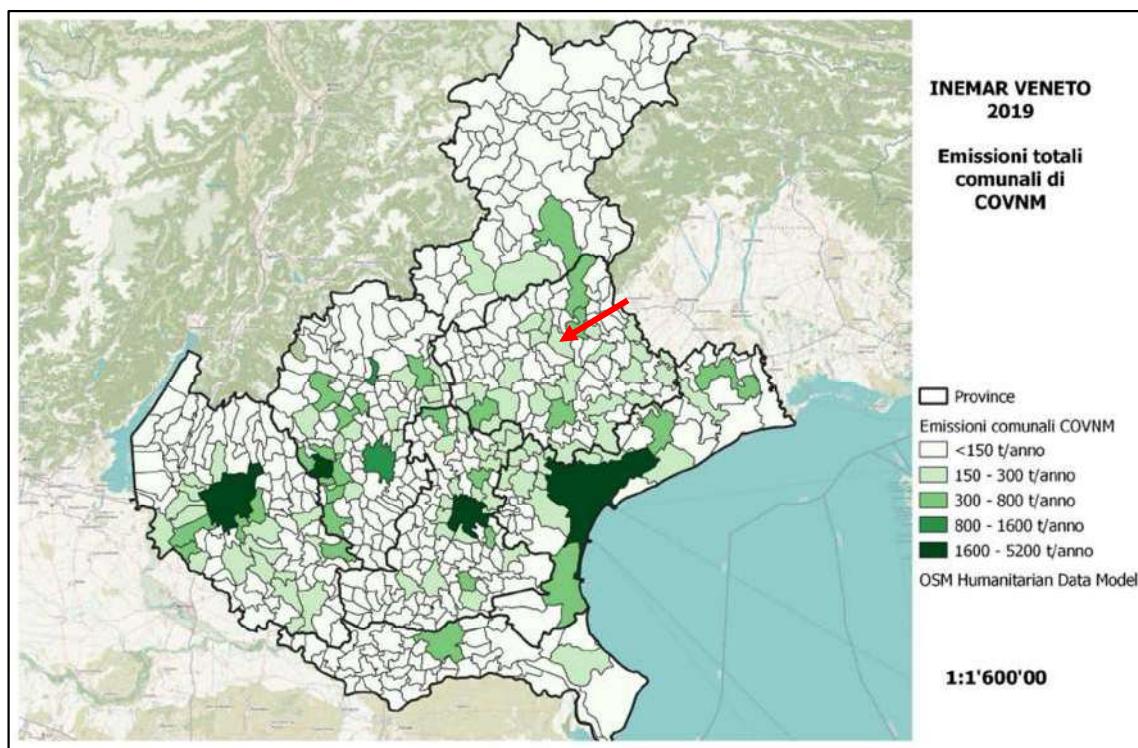 INEMAR VENETO
2019
Emissioni totali
comunali di
COVNM
Province
Emissioni comunali COVNM
<150 t/anno
150 - 300 t/anno
300 - 800 t/anno
800 - 1600 t/anno
1600 - 5200 t/anno
OSM Humanitarian Data Model
1:1'600'00